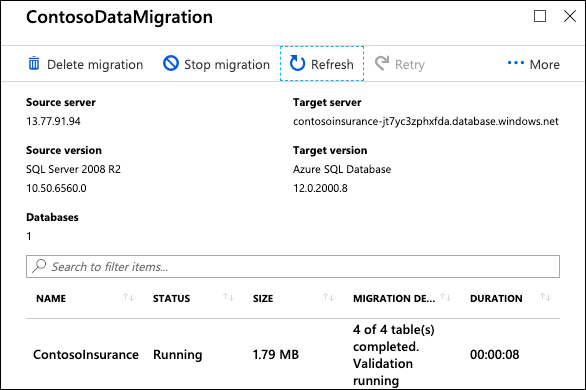 ContosoDataMigration
Delete migration Stop migration Refresh Retry ··· More
Source server Target server
13.77.91.94 contosoinsurance-jt7yc3zphxfda.database.windows.net
Source version Target version
SQL Server 2008 R2 Azure SQL Database
10.50.6560.0 12.0.2000.8
Databases
1
Search to filter items...
NAME STATUS SIZE MIGRATION DE... DURATION
4 of 4 table(s)
completed.
ContosoInsurance Running 1.79 MB Validation 00:00:08
running